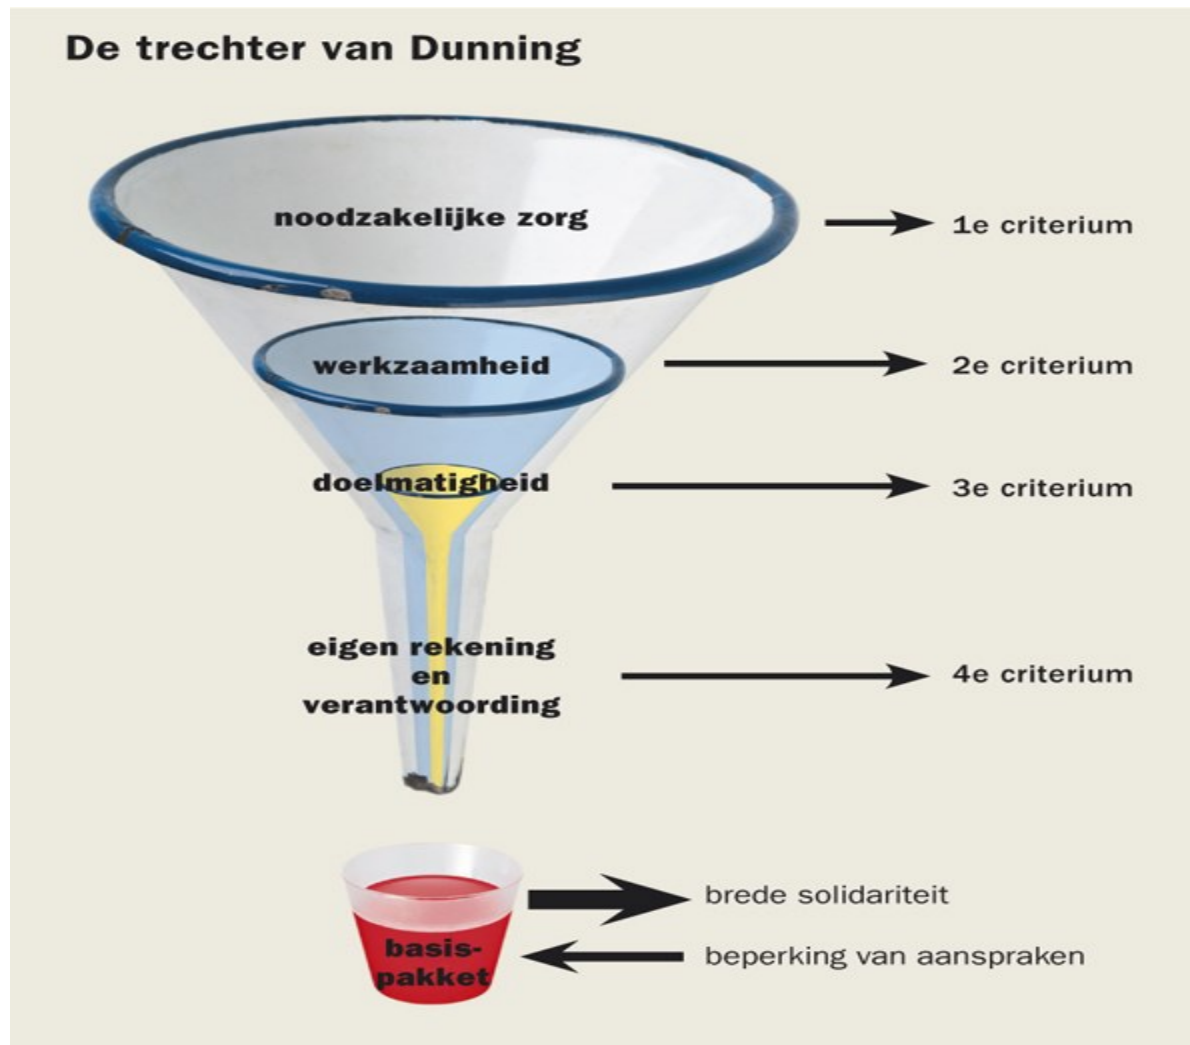 De trechter van Dunning
noodzakelijke zorg
1e criterium
werkzaamheid
2e criterium
doelmatigheid
3e criterium
eigen rekening
en
verantwoording
4e criterium
brede solidariteit
basis-
pakket
beperking van aanspraken